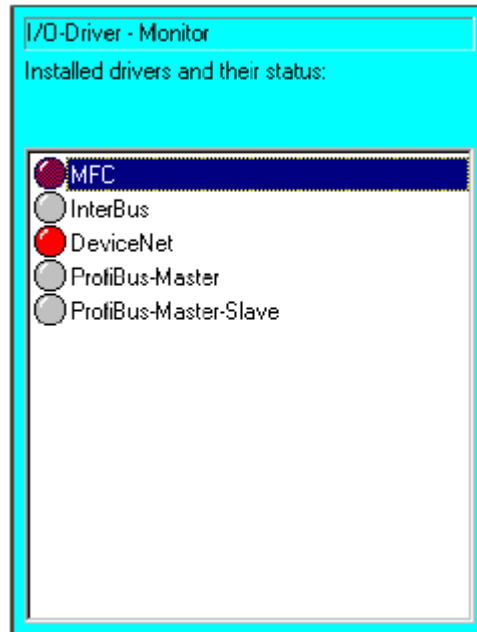 I/O-Driver - Monitor
Installed drivers and their status:
MFC
InterBus
DeviceNet
ProfiBus-Master
ProfiBus-Master-Slave